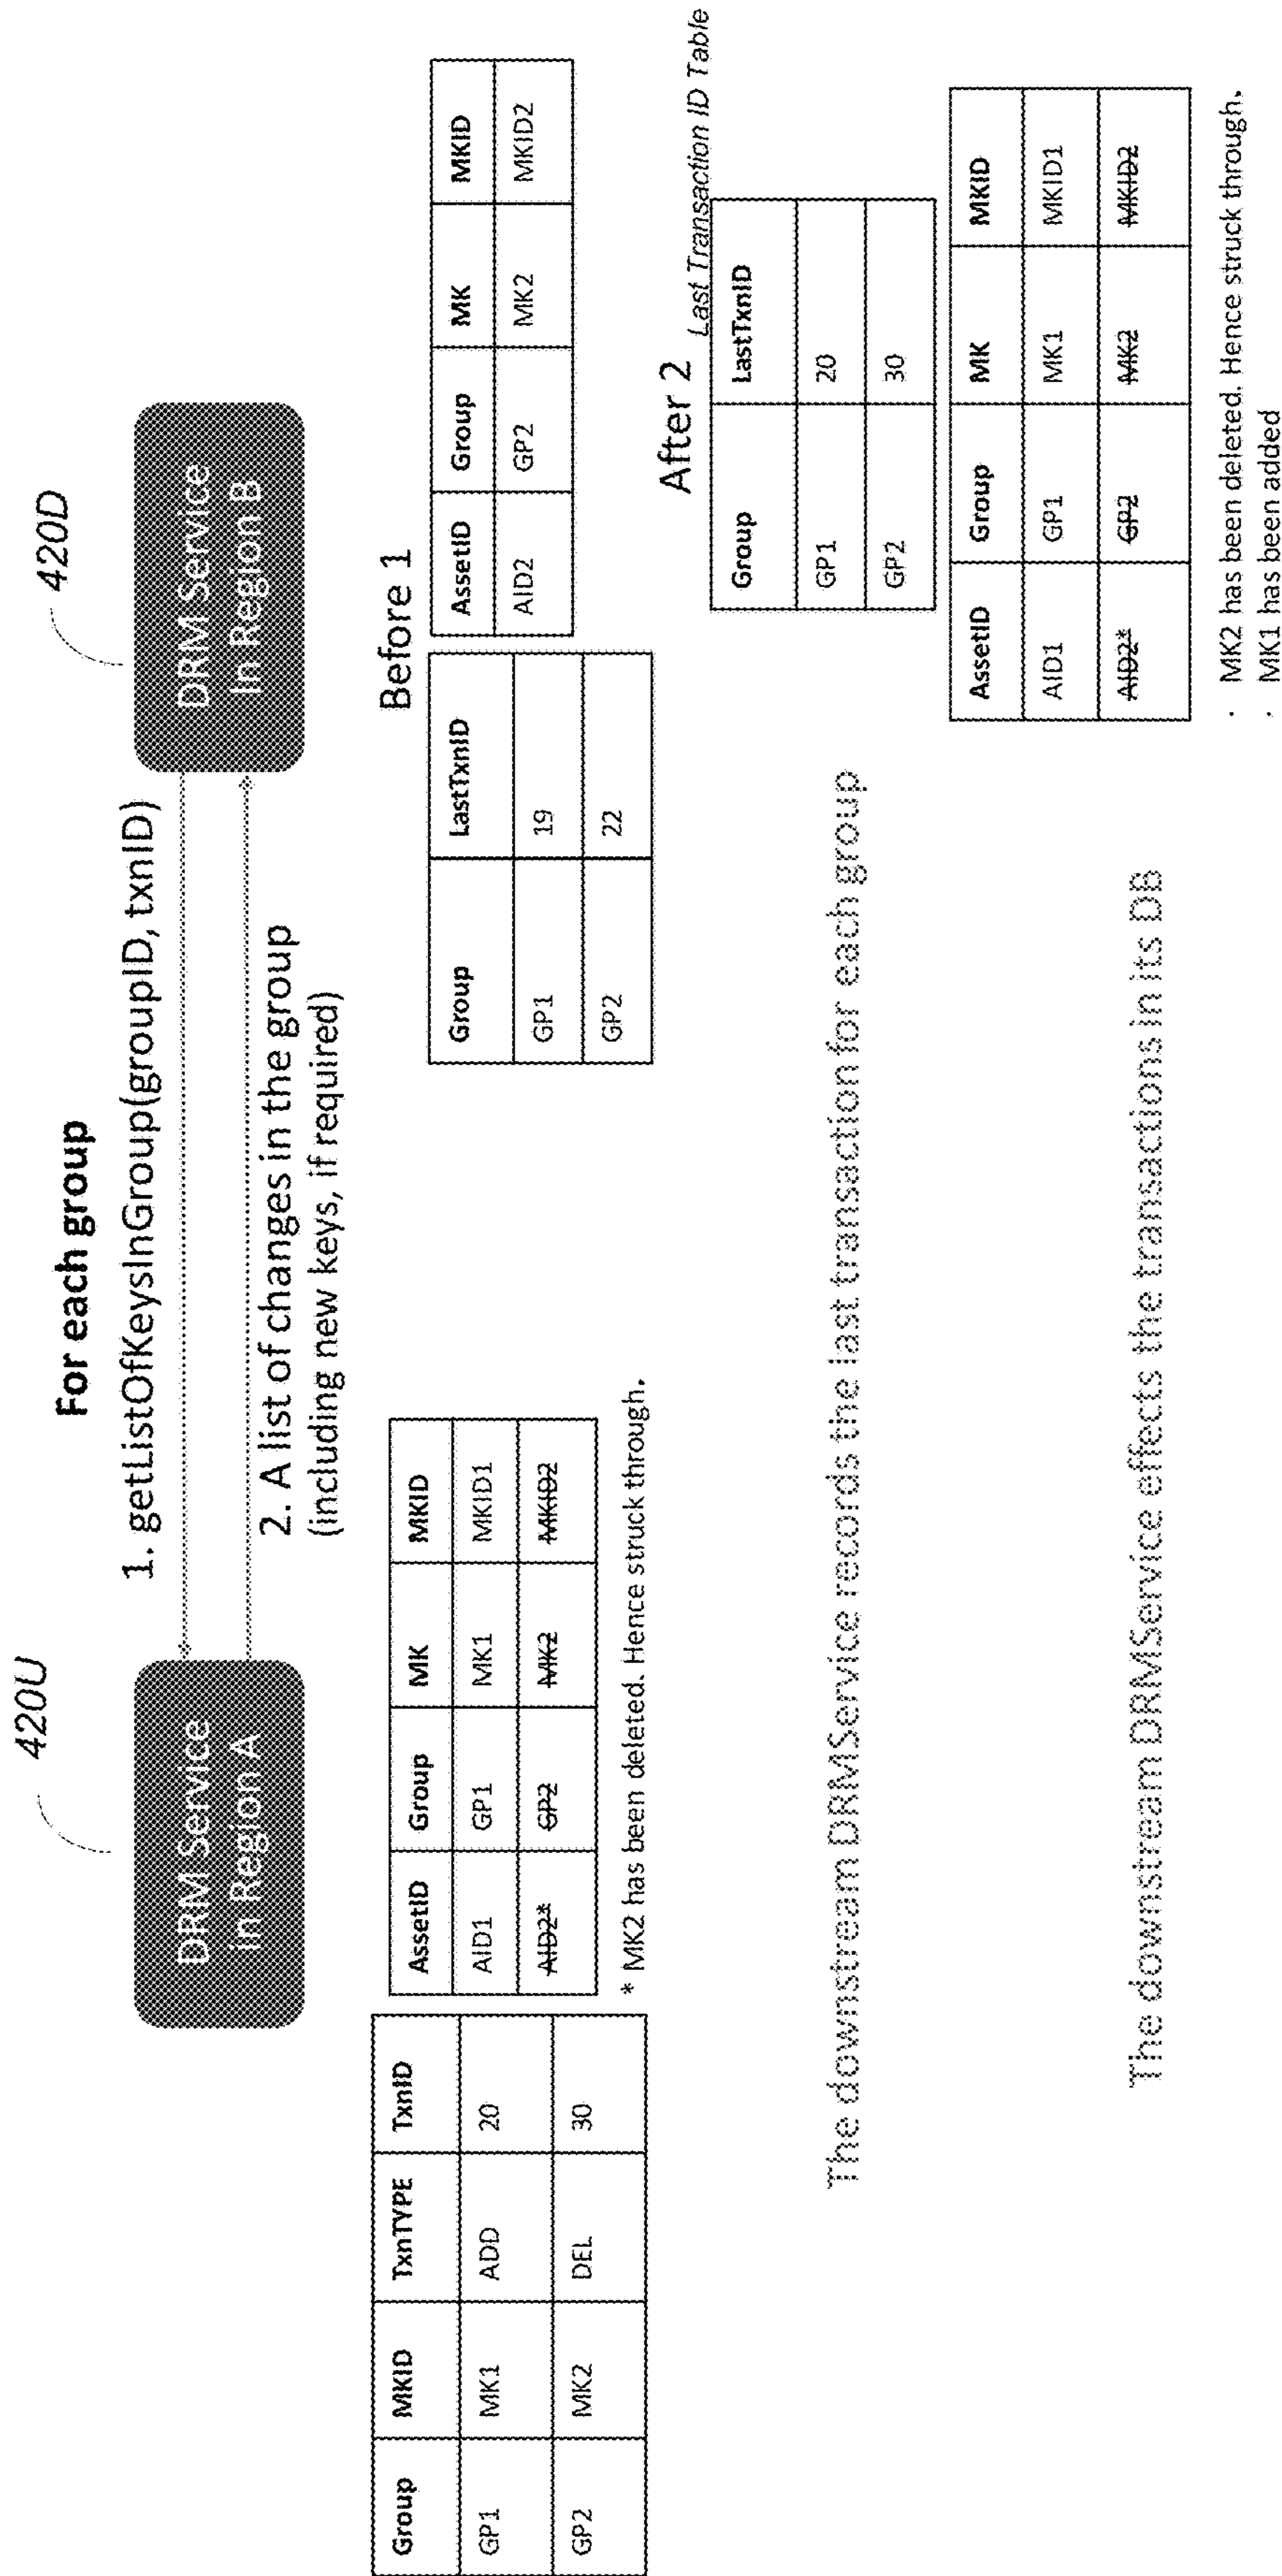 420U
420D
For each group
DRM Service
in Region A
1. getListOfKeysInGroup(groupID, txnID)
2. A list of changes in the group
(including new keys, if required)
DRM Service
In Region B
Group MKID TxnTYPE TxnID
GP1 MK1 ADD 20
GP2 MK2 DEL 30
AssetID Group MK MKID
AID1 GP1 MK1 MKID1
AID2* GP2 MK2 MKID2
* MK2 has been deleted. Hence struck through.
Before 1
Group LastTxnID
GP1 19
GP2 22
AssetID Group MK MKID
AID2 GP2 MK2 MKID2
After 2
Last Transaction ID Table
Group LastTxnID
GP1 20
GP2 30
The downstream DRMService records the last transaction for each group
AssetID Group MK MKID
AID1 GP1 MK1 MKID1
AID2* GP2 MK2 MKID2
The downstream DRMService effects the transactions in its DB
· MK2 has been deleted. Hence struck through.
· MK1 has been added